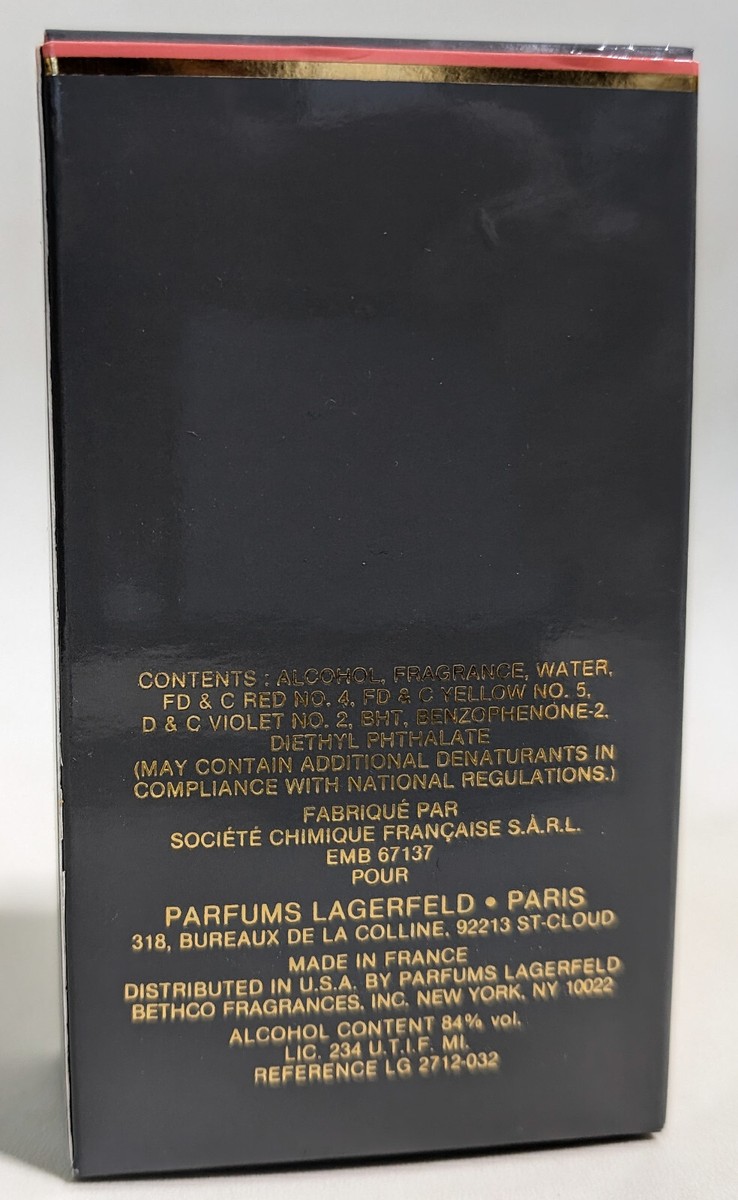 CONTENTS : ALCOHOL, FRAGRANCE, WATER,
FD & C RED NO. 4, FD & C YELLOW NO. 5,
D & C VIOLET NO. 2, BHT, BENZOPHENONE-2.
DIETHYL PHTHALATE
(MAY CONTAIN ADDITIONAL DENATURANTS IN
COMPLIANCE WITH NATIONAL REGULATIONS.)
FABRIQUÉ PAR
SOCIÉTÉ CHIMIQUE FRANÇAISE S.À.R.L.
EMB 67137
POUR
PARFUMS LAGERFELD • PARIS
318, BUREAUX DE LA COLLINE, 92213 ST-CLOUD
MADE IN FRANCE
DISTRIBUTED IN U.S.A. BY PARFUMS LAGERFELD
BETHCO FRAGRANCES, INC. NEW YORK, NY 10022
ALCOHOL CONTENT 84% vol.
LIC. 234 U.T.I.F. MI.
REFERENCE LG 2712-032